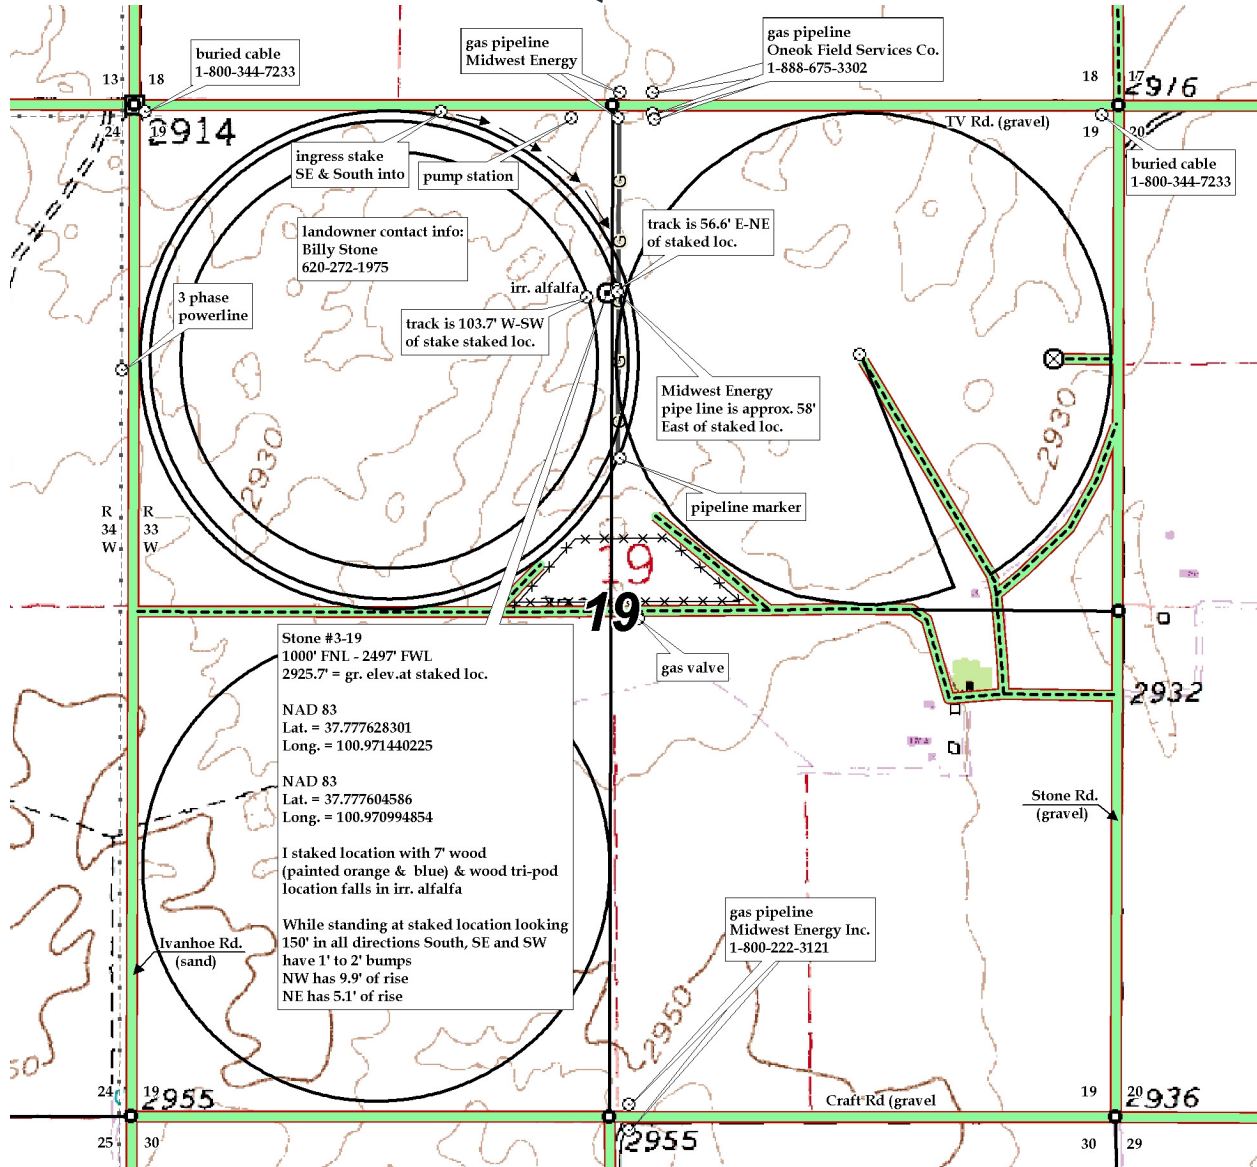 gas pipeline
Midwest Energy
gas pipeline
Oneok Field Services Co.
1-888-675-3302
buried cable
1-800-344-7233
13
18
18
17
2916
24
19
2914
TV Rd. (gravel)
19
20
buried cable
1-800-344-7233
ingress stake
SE & South into
pump station
G
landowner contact info:
Billy Stone
620-272-1975
track is 56.6' E-NE
of staked loc.
G
3 phase
powerline
irr. alfalfa
track is 103.7' W-SW
of stake staked loc.
G
Midwest Energy
pipe line is approx. 58'
East of staked loc.
G
2930
2930
pipeline marker
R
34
W
R
33
W
19
19
gas valve
Stone #3-19
1000' FNL - 2497' FWL
2925.7' = gr. elev.at staked loc.
NAD 83
Lat. = 37.777628301
Long. = 100.971440225
NAD 83
Lat. = 37.777604586
Long. = 100.970994854
I staked location with 7' wood
(painted orange & blue) & wood tri-pod
location falls in irr. alfalfa
While standing at staked location looking
150' in all directions South, SE and SW
have 1' to 2' bumps
NW has 9.9' of rise
NE has 5.1' of rise
2932
Stone Rd.
(gravel)
Ivanhoe Rd.
(sand)
gas pipeline
Midwest Energy Inc.
1-800-222-3121
2950
50
24
19
2955
Craft Rd (gravel
19
20
2936
25
30
2955
30
29